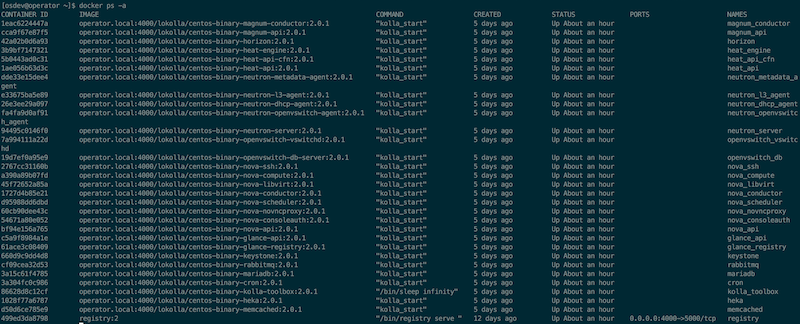 [osdev@operator ~]$ docker ps -a
CONTAINER ID IMAGE COMMAND CREATED STATUS PORTS NAMES
1eac6224447a operator.local:4000/lokolla/centos-binary-magnum-conductor:2.0.1 "kolla_start" 5 days ago Up About an hour magnum_conductor
cca9f67e87f5 operator.local:4000/lokolla/centos-binary-magnum-api:2.0.1 "kolla_start" 5 days ago Up About an hour magnum_api
42a02b0d6a93 operator.local:4000/lokolla/centos-binary-horizon:2.0.1 "kolla_start" 5 days ago Up About an hour horizon
3b9bf7147321 operator.local:4000/lokolla/centos-binary-heat-engine:2.0.1 "kolla_start" 5 days ago Up About an hour heat_engine
5b0443ad0c31 operator.local:4000/lokolla/centos-binary-heat-api-cfn:2.0.1 "kolla_start" 5 days ago Up About an hour heat_api_cfn
1ae056b63d3c operator.local:4000/lokolla/centos-binary-heat-api:2.0.1 "kolla_start" 5 days ago Up About an hour heat_api
dde33e15dee4 operator.local:4000/lokolla/centos-binary-neutron-metadata-agent:2.0.1 "kolla_start" 5 days ago Up About an hour neutron_metadata_a
gent
e33675ba5e89 operator.local:4000/lokolla/centos-binary-neutron-l3-agent:2.0.1 "kolla_start" 5 days ago Up About an hour neutron_l3_agent
26e3ee29a097 operator.local:4000/lokolla/centos-binary-neutron-dhcp-agent:2.0.1 "kolla_start" 5 days ago Up About an hour neutron_dhcp_agent
fa4fa9d0af91 operator.local:4000/lokolla/centos-binary-neutron-openvswitch-agent:2.0.1 "kolla_start" 5 days ago Up About an hour neutron_openvswitc
h_agent
94495c0146f0 operator.local:4000/lokolla/centos-binary-neutron-server:2.0.1 "kolla_start" 5 days ago Up About an hour neutron_server
7a994111a22d operator.local:4000/lokolla/centos-binary-openvswitch-vswitchd:2.0.1 "kolla_start" 5 days ago Up About an hour openvswitch_vswitc
hd
19d7ef0a95e9 operator.local:4000/lokolla/centos-binary-openvswitch-db-server:2.0.1 "kolla_start" 5 days ago Up About an hour openvswitch_db
2767cc31160b operator.local:4000/lokolla/centos-binary-nova-ssh:2.0.1 "kolla_start" 5 days ago Up About an hour nova_ssh
a390a89b07fd operator.local:4000/lokolla/centos-binary-nova-compute:2.0.1 "kolla_start" 5 days ago Up About an hour nova_compute
45f72652a85a operator.local:4000/lokolla/centos-binary-nova-libvirt:2.0.1 "kolla_start" 5 days ago Up About an hour nova_libvirt
1727d4b85e21 operator.local:4000/lokolla/centos-binary-nova-conductor:2.0.1 "kolla_start" 5 days ago Up About an hour nova_conductor
d95988dd6dbd operator.local:4000/lokolla/centos-binary-nova-scheduler:2.0.1 "kolla_start" 5 days ago Up About an hour nova_scheduler
60cb90dee43c operator.local:4000/lokolla/centos-binary-nova-novncproxy:2.0.1 "kolla_start" 5 days ago Up About an hour nova_novncproxy
54671a80e052 operator.local:4000/lokolla/centos-binary-nova-consoleauth:2.0.1 "kolla_start" 5 days ago Up About an hour nova_consoleauth
bf94e156a765 operator.local:4000/lokolla/centos-binary-nova-api:2.0.1 "kolla_start" 5 days ago Up About an hour nova_api
c5a9f8984a1e operator.local:4000/lokolla/centos-binary-glance-api:2.0.1 "kolla_start" 5 days ago Up About an hour glance_api
61ace3c08409 operator.local:4000/lokolla/centos-binary-glance-registry:2.0.1 "kolla_start" 5 days ago Up About an hour glance_registry
660d9c9dd4d8 operator.local:4000/lokolla/centos-binary-keystone:2.0.1 "kolla_start" 5 days ago Up About an hour keystone
cf09cea32d53 operator.local:4000/lokolla/centos-binary-rabbitmq:2.0.1 "kolla_start" 5 days ago Up About an hour rabbitmq
3a15c61f4785 operator.local:4000/lokolla/centos-binary-mariadb:2.0.1 "kolla_start" 5 days ago Up About an hour mariadb
3a304fc0c986 operator.local:4000/lokolla/centos-binary-cron:2.0.1 "kolla_start" 5 days ago Up About an hour cron
86628d8c12cf operator.local:4000/lokolla/centos-binary-kolla-toolbox:2.0.1 "/bin/sleep infinity" 5 days ago Up About an hour kolla_toolbox
1828f77a6787 operator.local:4000/lokolla/centos-binary-heka:2.0.1 "kolla_start" 5 days ago Up About an hour heka
d50d6ce785e9 operator.local:4000/lokolla/centos-binary-memcached:2.0.1 "kolla_start" 5 days ago Up About an hour memcached
499ed3da8798 registry:2 "/bin/registry serve " 12 days ago Up About an hour 0.0.0.0:4000->5000/tcp registry